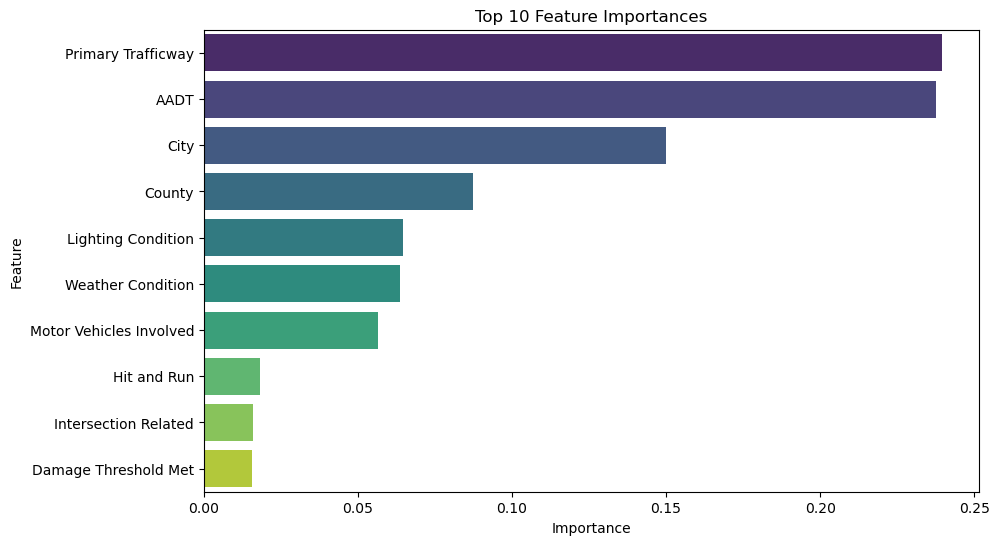 Top 10 Feature Importances
Feature
Primary Trafficway
AADT
City
County
Lighting Condition
Weather Condition
Motor Vehicles Involved
Hit and Run
Intersection Related
Damage Threshold Met
0.00 0.05 0.10 0.15 0.20 0.25
Importance